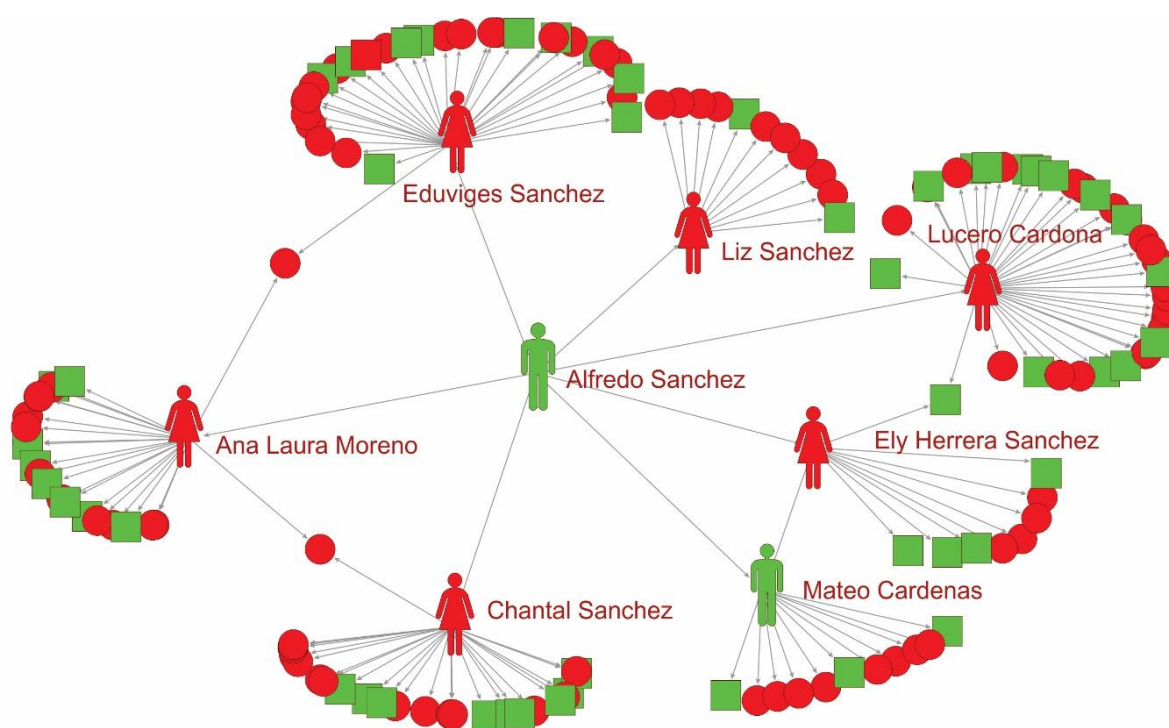 Eduviges Sanchez
Liz Sanchez
Lucero Cardona
Alfredo Sanchez
Ana Laura Moreno
Ely Herrera Sanchez
Chantal Sanchez
Mateo Cardenas